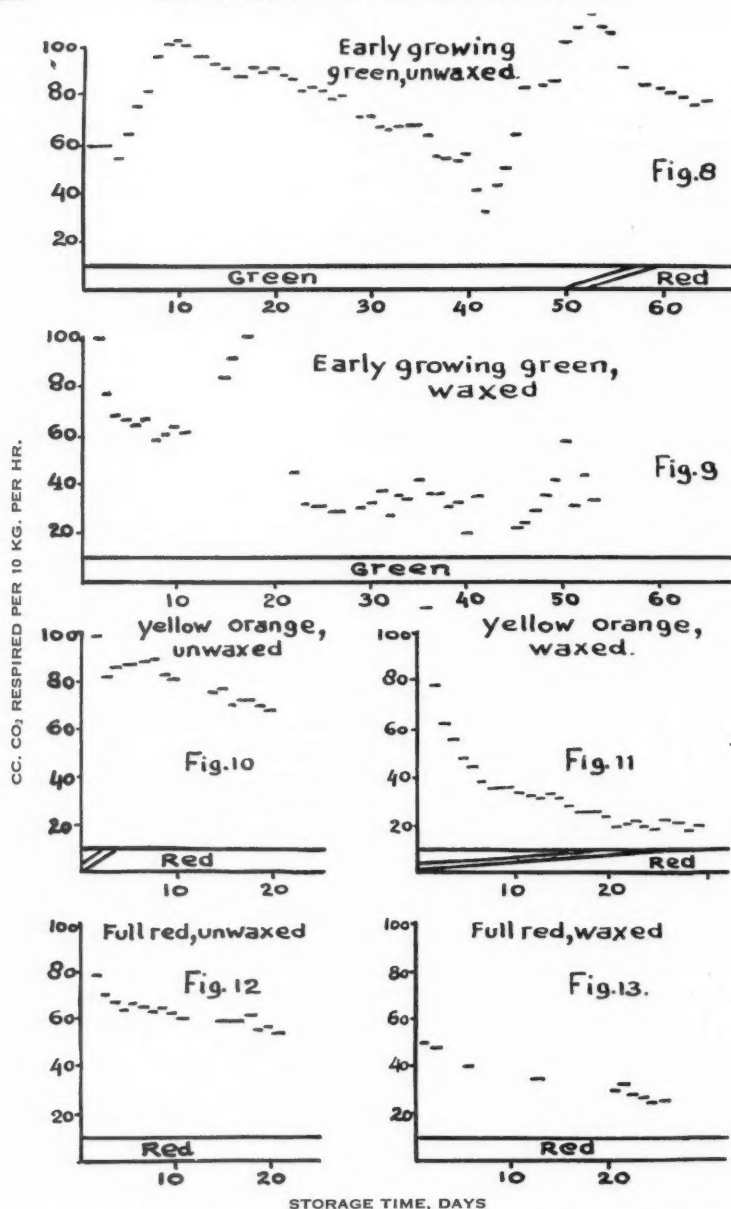 CC. CO₂ RESPIRED PER 10 KG. PER HR.
Early growing
green, unwaxed.
Fig. 8
100
80
60
40
20
Green
Red
10 20 30 40 50 60
Early growing green,
waxed
Fig. 9
100
80
60
40
20
Green
10 20 30 40 50 60
Yellow orange,
unwaxed
Fig. 10
100
80
60
40
20
Red
10 20
Yellow orange,
waxed.
Fig. 11
80
60
40
20
Red
10 20
Full red, unwaxed
Fig. 12
100
80
60
40
20
Red
10 20
Full red, waxed
Fig. 13.
100
80
60
40
20
Red
10 20
STORAGE TIME, DAYS